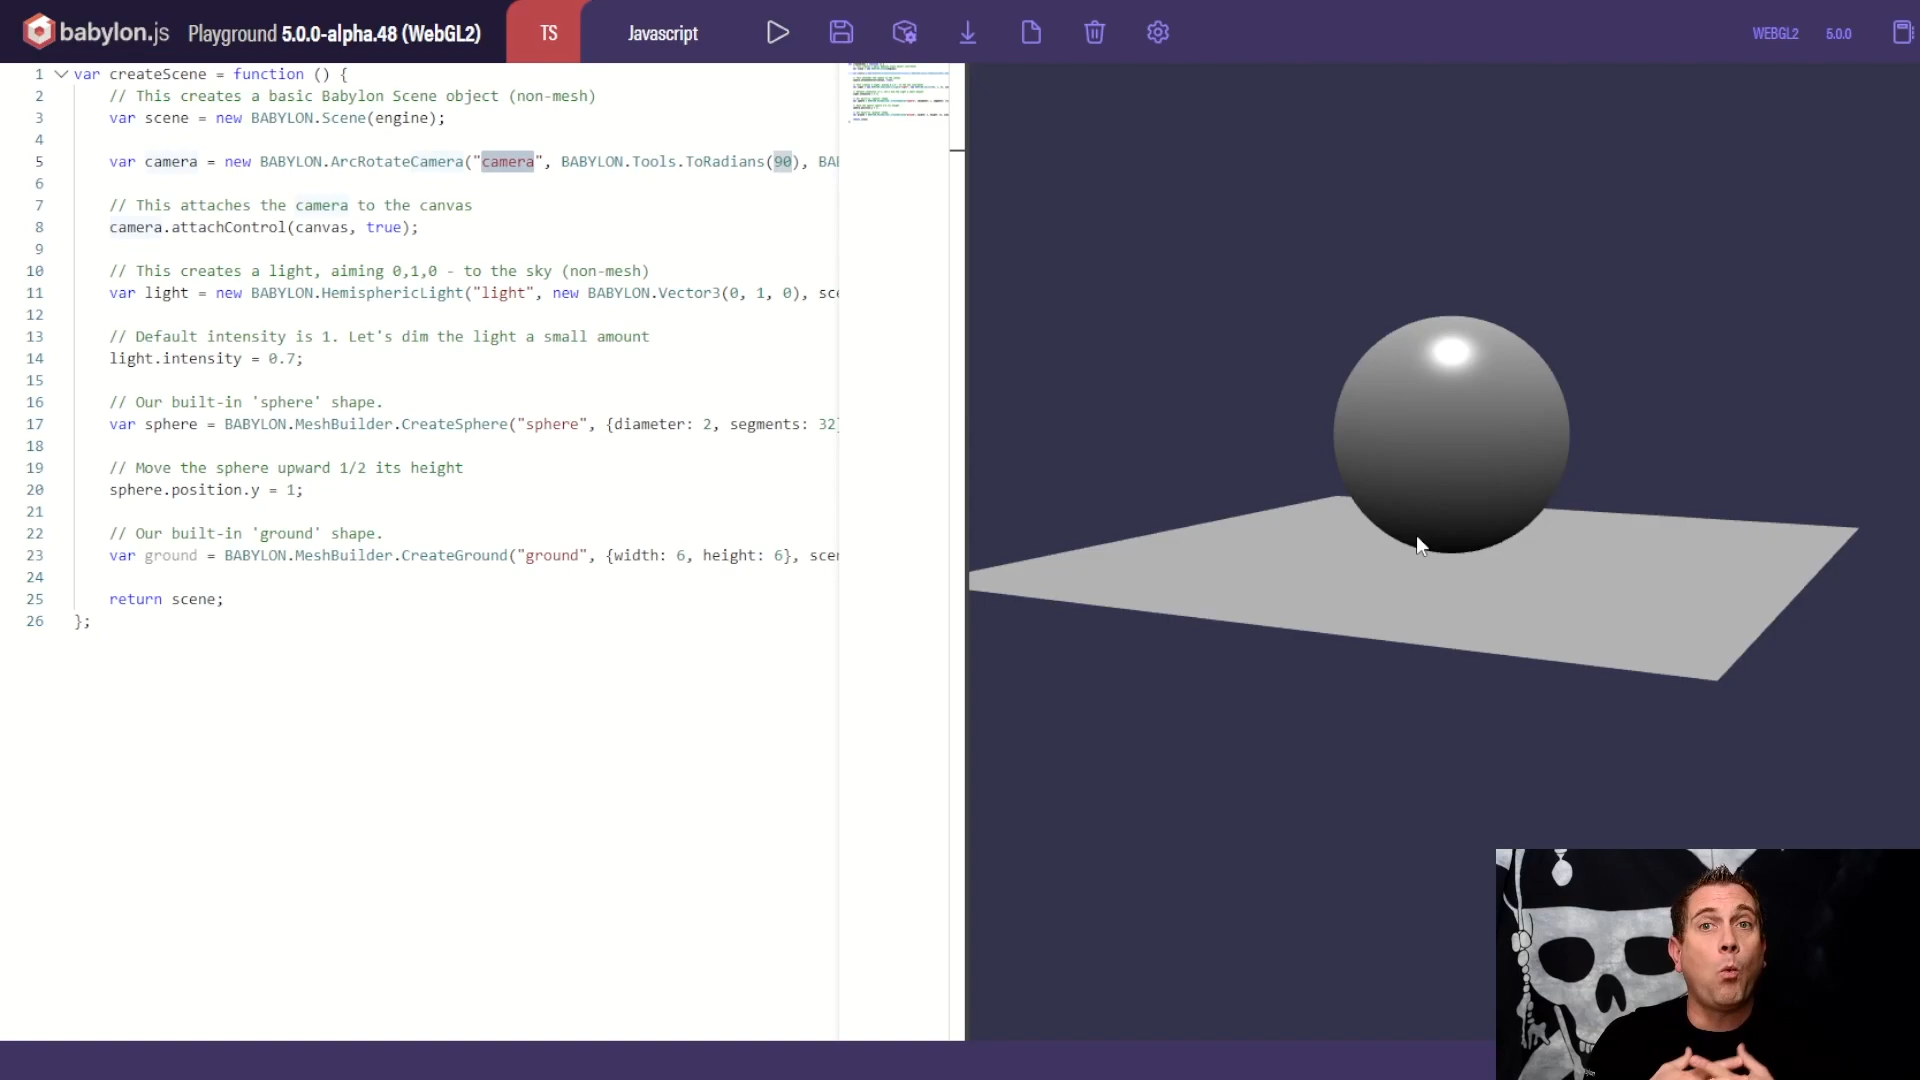 babylon.js Playground 5.0.0-alpha.48 (WebGL2) TS Javascript WEBGL2 5.0.0
1 var createScene = function () {
2 // This creates a basic Babylon Scene object (non-mesh)
3 var scene = new BABYLON.Scene(engine);
4
5 var camera = new BABYLON.ArcRotateCamera("camera", BABYLON.Tools.ToRadians(90), BAB
6
7 // This attaches the camera to the canvas
8 camera.attachControl(canvas, true);
9
10 // This creates a light, aiming 0,1,0 - to the sky (non-mesh)
11 var light = new BABYLON.HemisphericLight("light", new BABYLON.Vector3(0, 1, 0), sce
12
13 // Default intensity is 1. Let's dim the light a small amount
14 light.intensity = 0.7;
15
16 // Our built-in 'sphere' shape.
17 var sphere = BABYLON.MeshBuilder.CreateSphere("sphere", {diameter: 2, segments: 32}
18
19 // Move the sphere upward 1/2 its height
20 sphere.position.y = 1;
21
22 // Our built-in 'ground' shape.
23 var ground = BABYLON.MeshBuilder.CreateGround("ground", {width: 6, height: 6}, scen
24
25 return scene;
26 };